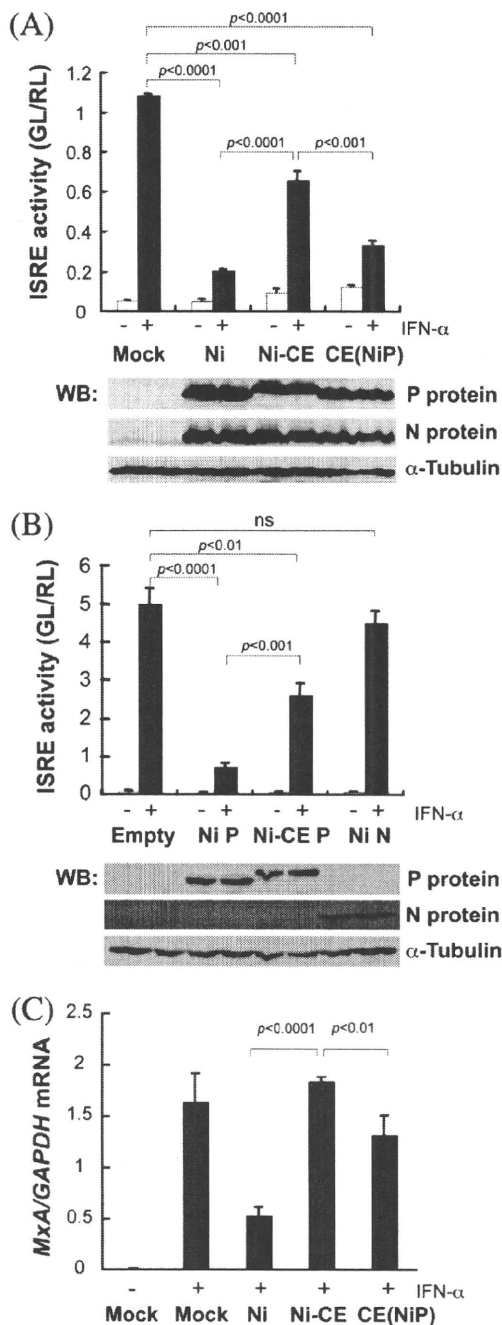 (A)
p<0.0001
p<0.001
p<0.0001
p<0.0001 p<0.001
ISRE activity (GL/RL)
1.2
1
0.8
0.6
0.4
0.2
0
- + - + - + - + IFN-α
Mock Ni Ni-CE CE(NiP)
WB: P protein
N protein
α-Tubulin
(B)
ns
p<0.01
p<0.0001
p<0.001
ISRE activity (GL/RL)
6
5
4
3
2
1
0
- + - + - + - + IFN-α
Empty Ni P Ni-CE P Ni N
WB: P protein
N protein
α-Tubulin
(C)
p<0.0001 p<0.01
MxA/GAPDH mRNA
2.5
2
1.5
1
0.5
0
- + + + + IFN-α
Mock Mock Ni Ni-CE CE(NiP)